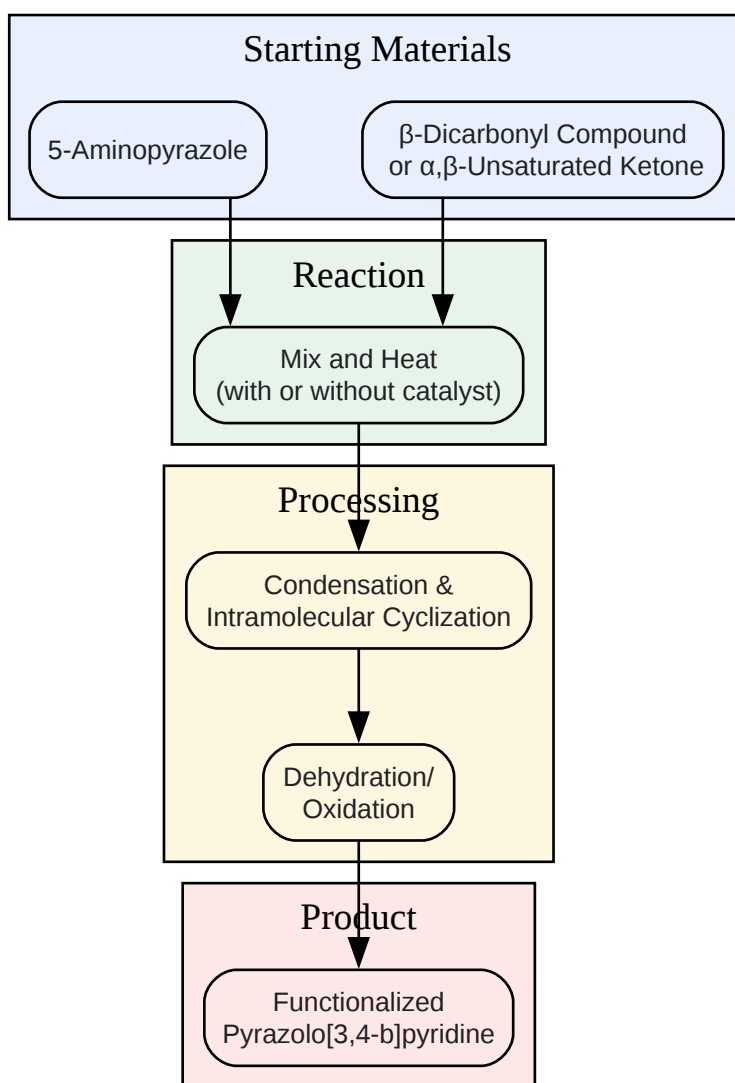 Starting Materials
5-Aminopyrazole
β-Dicarbonyl Compound
or α,β-Unsaturated Ketone
Reaction
Mix and Heat
(with or without catalyst)
Processing
Condensation &
Intramolecular Cyclization
Dehydration/
Oxidation
Product
Functionalized
Pyrazolo[3,4-b]pyridine